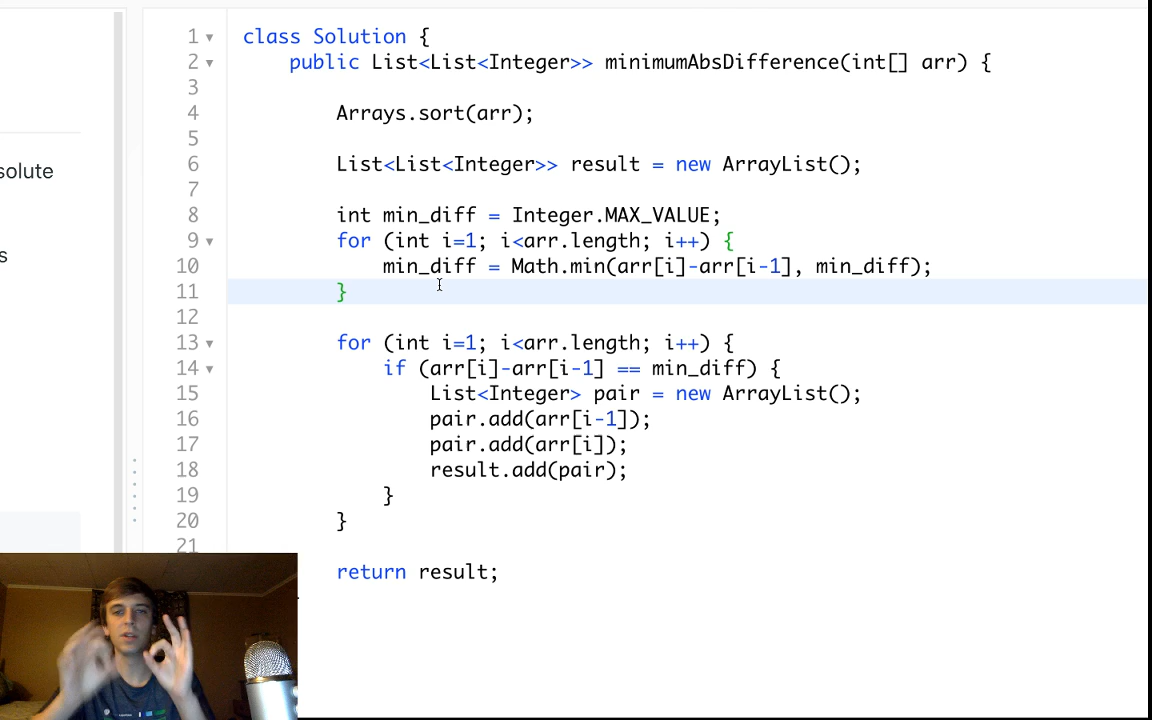 solute
s
1 class Solution {
2 public List<List<Integer>> minimumAbsDifference(int[] arr) {
3
4 Arrays.sort(arr);
5
6 List<List<Integer>> result = new ArrayList();
7
8 int min_diff = Integer.MAX_VALUE;
9 for (int i=1; i<arr.length; i++) {
10 min_diff = Math.min(arr[i]-arr[i-1], min_diff);
11 }
12
13 for (int i=1; i<arr.length; i++) {
14 if (arr[i]-arr[i-1] == min_diff) {
15 List<Integer> pair = new ArrayList();
16 pair.add(arr[i-1]);
17 pair.add(arr[i]);
18 result.add(pair);
19 }
20 }
21
return result;